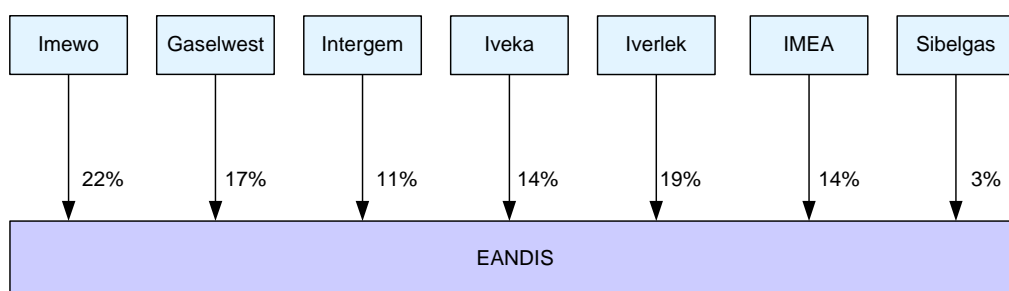 Imewo Gaselwest Intergem Iveka Iverlek IMEA Sibelgas
22% 17% 11% 14% 19% 14% 3%
EANDIS